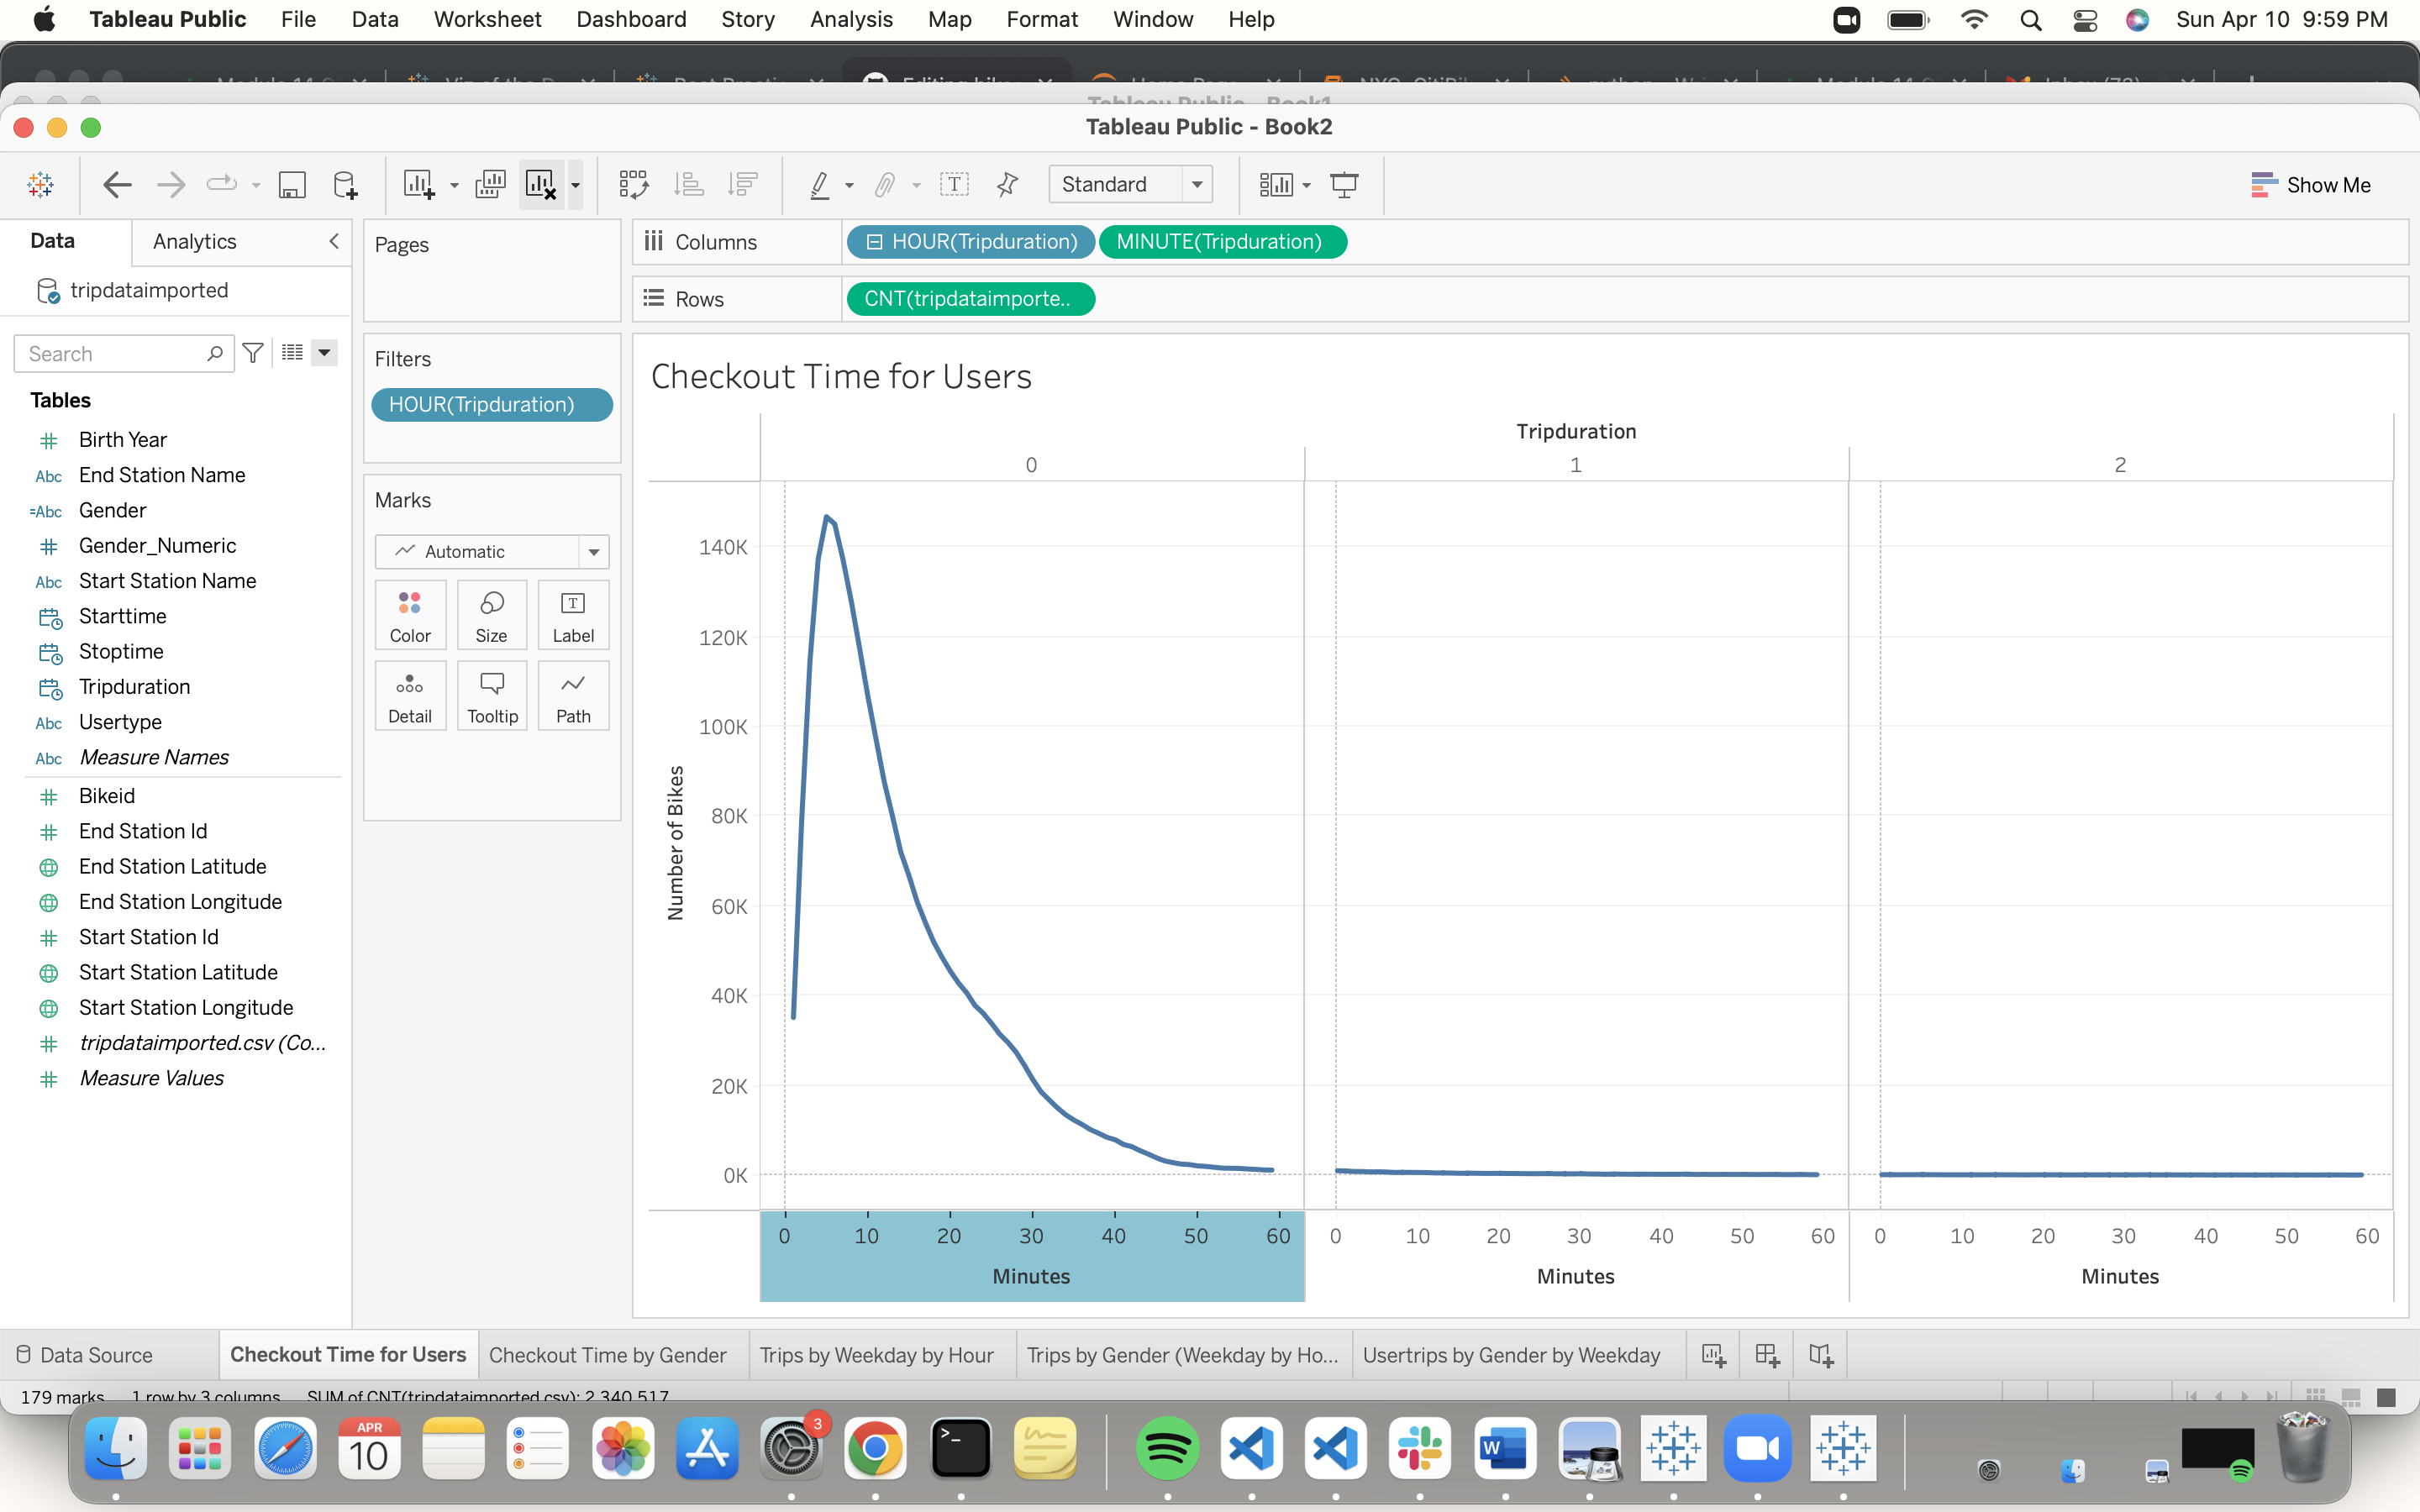 Tableau Public File Data Worksheet Dashboard Story Analysis Map Format Window Help Sun Apr 10 9:59 PM
Tableau Public - Book1
Tableau Public - Book2
Standard
Show Me
Data Analytics
tripdataimported
Search
Tables
Birth Year
Abc End Station Name
=Abc Gender
Gender_Numeric
Abc Start Station Name
Starttime
Stoptime
Tripduration
Abc Usertype
Abc Measure Names
Bikeid
End Station Id
End Station Latitude
End Station Longitude
Start Station Id
Start Station Latitude
Start Station Longitude
tripdataimported.csv (Co...
Measure Values
Pages
Filters
HOUR(Tripduration)
Marks
Automatic
Color Size Label
Detail Tooltip Path
Columns HOUR(Tripduration) MINUTE(Tripduration)
Rows CNT(tripdataimporte..
Checkout Time for Users
Tripduration
0 1 2
Number of Bikes
140K
120K
100K
80K
60K
40K
20K
0K
0 10 20 30 40 50 60 0 10 20 30 40 50 60 0 10 20 30 40 50 60
Minutes Minutes Minutes
Data Source Checkout Time for Users Checkout Time by Gender Trips by Weekday by Hour Trips by Gender (Weekday by Ho... Usertrips by Gender by Weekday
179 marks 1 row by 3 columns SUM of CNT(tripdataimported.csv): 2,340,517
APR
10
3
W